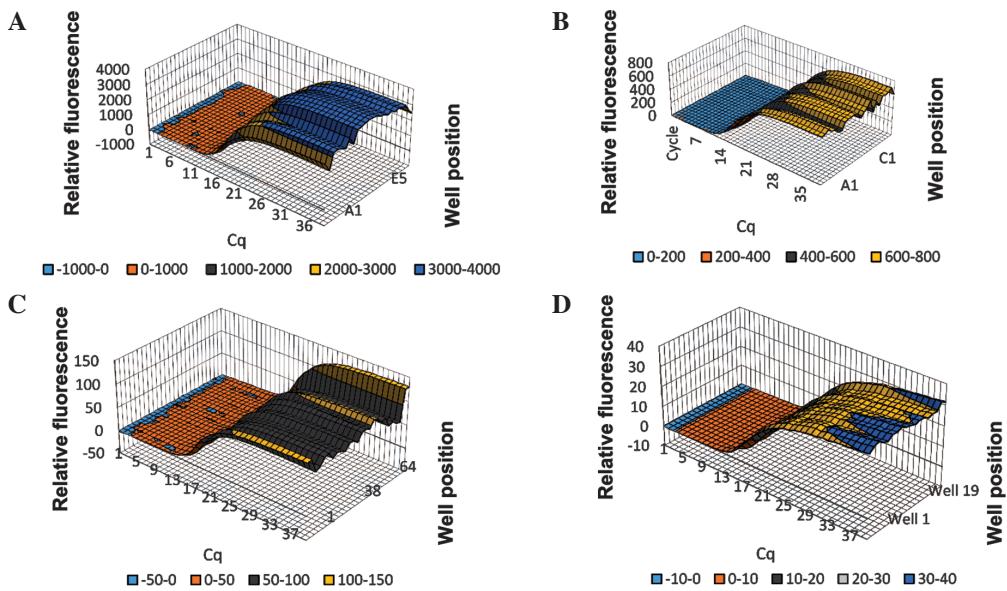 A
Relative fluorescence
4000
3000
2000
1000
0
-1000
1 6 11 16 21 26 31 36
Cq
A1 E5
Well position
-1000-0 0-1000 1000-2000 2000-3000 3000-4000
B
Relative fluorescence
800
600
400
200
0
Cycle 7 14 21 28 35
Cq
A1 C1
Well position
0-200 200-400 400-600 600-800
C
Relative fluorescence
150
100
50
0
-50
1 5 9 13 17 21 25 29 33 37
Cq
1 38 64
Well position
-50-0 0-50 50-100 100-150
D
Relative fluorescence
40
30
20
10
0
-10
1 5 9 13 17 21 25 29 33 37
Cq
Well 1 Well 19
Well position
-10-0 0-10 10-20 20-30 30-40